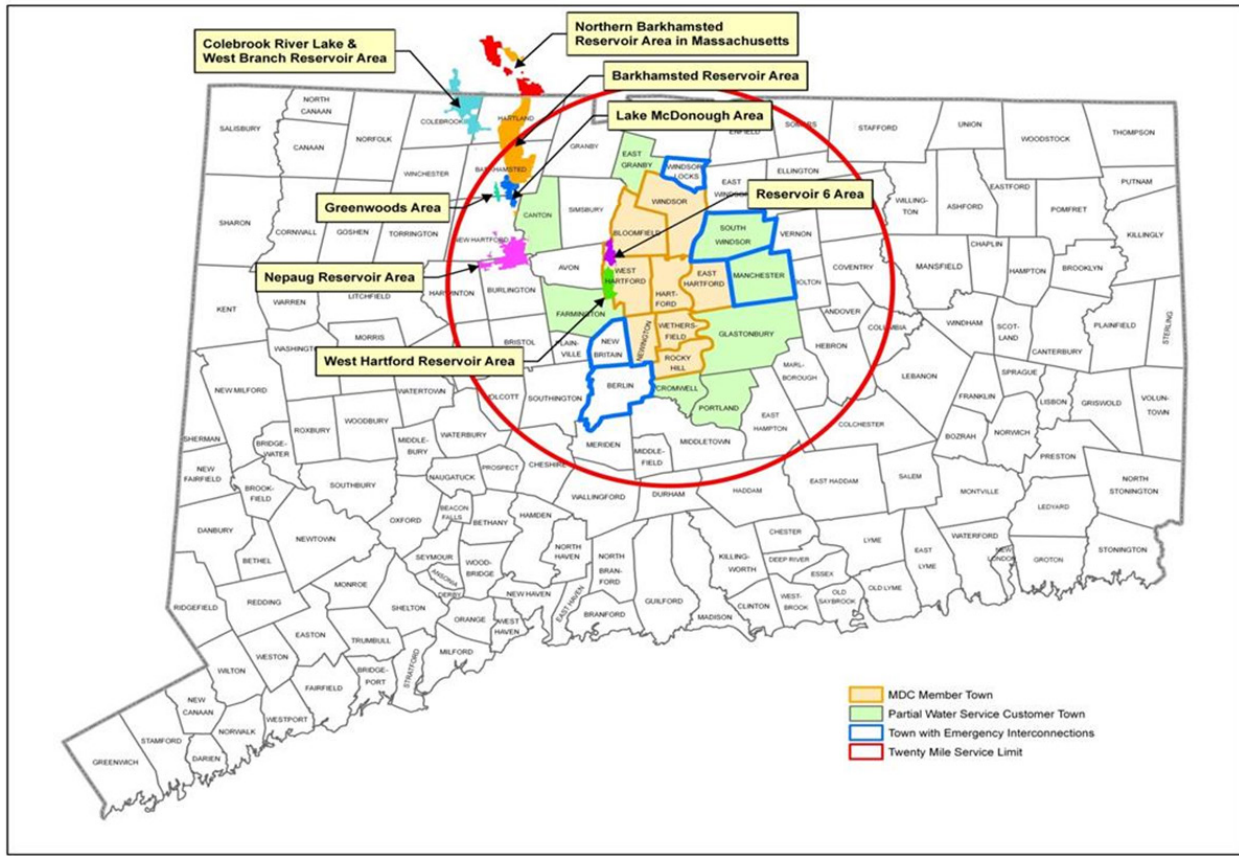 Northern Barkhamsted
Reservoir Area in Massachusetts
Colebrook River Lake &
West Branch Reservoir Area
Barkhamsted Reservoir Area
Lake McDonough Area
Reservoir 6 Area
Greenwoods Area
Nepaug Reservoir Area
West Hartford Reservoir Area
SALISBURY
NORTH
CANAAN
CANAAN
NORFOLK
COLEBROOK
HARTLAND
GRANBY
ENFIELD
SOMERS
STAFFORD
UNION
WOODSTOCK
THOMPSON
WINCHESTER
BARKHAMSTED
EAST
GRANBY
WINDSOR
LOCKS
EAST
WINDSOR
ELLINGTON
WILLING-
TON
ASHFORD
EASTFORD
POMFRET
PUTNAM
KILLINGLY
SHARON
CORNWALL
GOSHEN
TORRINGTON
NEW HARTFORD
CANTON
SIMSBURY
WINDSOR
BLOOMFIELD
SOUTH
WINDSOR
VERNON
CHAPLIN
MANSFIELD
HAMPTON
BROOKLYN
KENT
WARREN
LITCHFIELD
HARWINTON
BURLINGTON
AVON
WEST
HARTFORD
HART-
FORD
EAST
HARTFORD
MANCHESTER
BOLTON
COVENTRY
ANDOVER
COLUMBIA
WINDHAM
SCOT-
LAND
CANTERBURY
PLAINFIELD
STERLING
WASHINGTON
MORRIS
BRISTOL
FARMINGTON
PLAIN-
VILLE
NEW
BRITAIN
NEWINGTON
WETHERS-
FIELD
ROCKY
HILL
GLASTONBURY
HEBRON
MARL-
BOROUGH
LEBANON
FRANKLIN
SPRAGUE
LISBON
GRISWOLD
VOLUN-
TOWN
NEW MILFORD
WATERTOWN
WOLCOTT
SOUTHINGTON
BERLIN
CROMWELL
PORTLAND
EAST
HAMPTON
COLCHESTER
BOZRAH
NORWICH
PRESTON
SHERMAN
BRIDGE-
WATER
ROXBURY
WOODBURY
MIDDLE-
BURY
WATERBURY
CHESHIRE
MERIDEN
MIDDLE-
FIELD
MIDDLETOWN
NEW
FAIRFIELD
BROOK-
FIELD
SOUTHBURY
NAUGATUCK
PROSPECT
WALLINGFORD
DURHAM
HADDAM
EAST HADDAM
SALEM
MONTVILLE
LEDYARD
NORTH
STONINGTON
DANBURY
BETHEL
NEWTOWN
OXFORD
BEACON
FALLS
BETHANY
HAMDEN
NORTH
HAVEN
NORTH
BRAN-
FORD
GUILFORD
KILLING-
WORTH
CHESTER
DEEP RIVER
ESSEX
LYME
EAST
LYME
WATERFORD
NEW
LONDON
GROTON
STONINGTON
RIDGEFIELD
REDDING
MONROE
SEYMOUR
ANSONIA
DERBY
WOOD-
BRIDGE
NEW HAVEN
EAST HAVEN
BRANFORD
MADISON
CLINTON
WEST-
BROOK
OLD
SAYBROOK
OLD LYME
WILTON
WESTON
EASTON
TRUMBULL
SHELTON
ORANGE
WEST
HAVEN
MILFORD
STRATFORD
BRIDGE-
PORT
FAIRFIELD
WESTPORT
NORWALK
NEW
CANAAN
DARIEN
STAMFORD
GREENWICH
MDC Member Town
Partial Water Service Customer Town
Town with Emergency Interconnections
Twenty Mile Service Limit